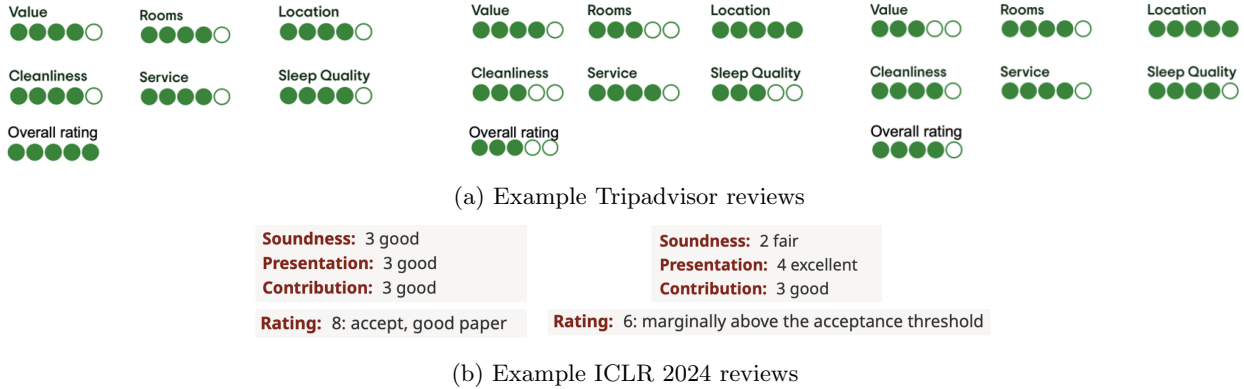 Value Rooms Location
Cleanliness Service Sleep Quality
Overall rating
Value Rooms Location
Cleanliness Service Sleep Quality
Overall rating
Value Rooms Location
Cleanliness Service Sleep Quality
Overall rating
(a) Example Tripadvisor reviews
Soundness: 3 good
Presentation: 3 good
Contribution: 3 good
Rating: 8: accept, good paper
Soundness: 2 fair
Presentation: 4 excellent
Contribution: 3 good
Rating: 6: marginally above the acceptance threshold
(b) Example ICLR 2024 reviews